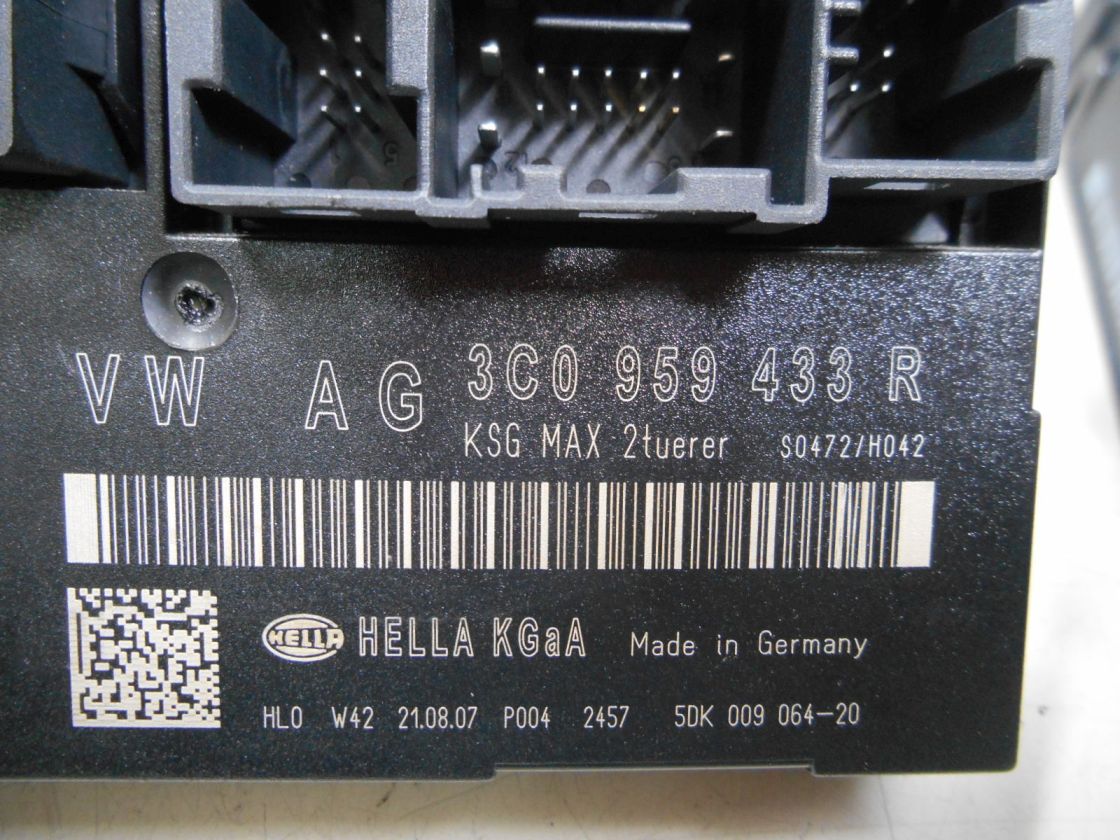 VW AG 3C0 959 433 R
KSG MAX 2tuerer S0472/H042
HELLA HELLA KGaA Made in Germany
HL0 W42 21.08.07 P004 2457 5DK 009 064-20